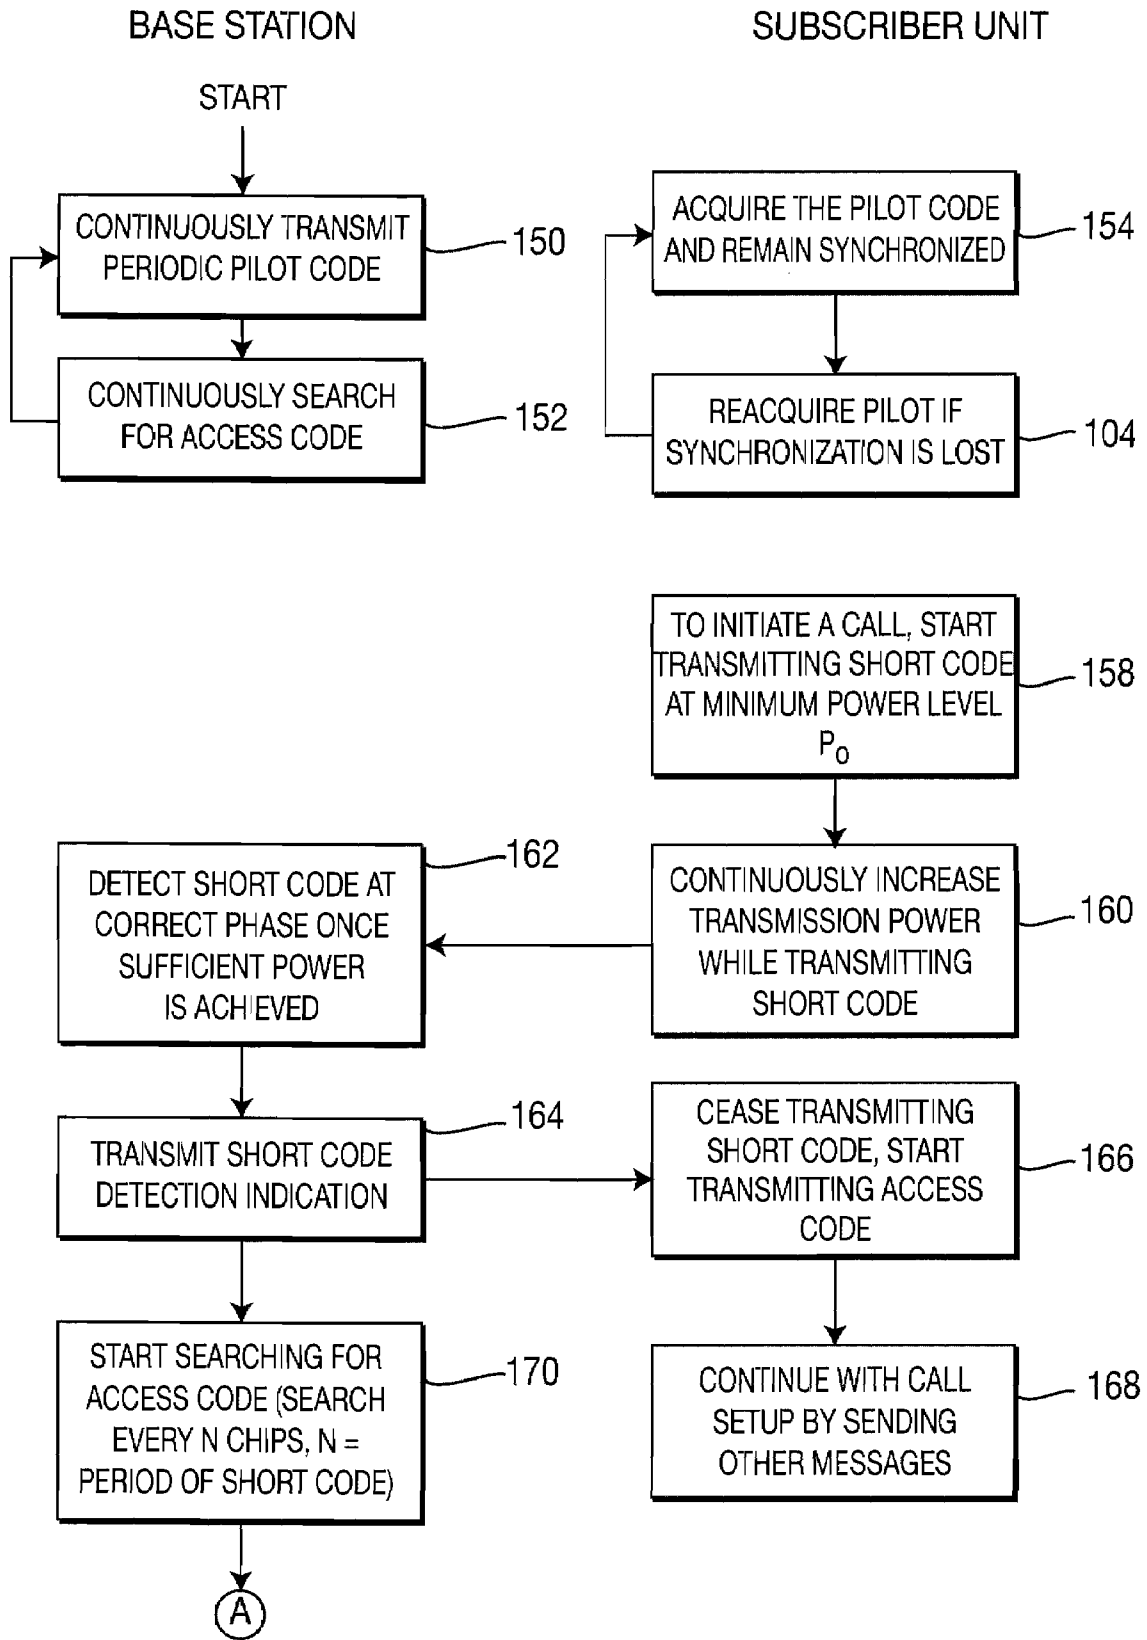 BASE STATION
SUBSCRIBER UNIT
START
CONTINUOUSLY TRANSMIT
PERIODIC PILOT CODE
150
CONTINUOUSLY SEARCH
FOR ACCESS CODE
152
ACQUIRE THE PILOT CODE
AND REMAIN SYNCHRONIZED
154
REACQUIRE PILOT IF
SYNCHRONIZATION IS LOST
104
TO INITIATE A CALL, START
TRANSMITTING SHORT CODE
AT MINIMUM POWER LEVEL
P0
158
CONTINUOUSLY INCREASE
TRANSMISSION POWER
WHILE TRANSMITTING
SHORT CODE
160
DETECT SHORT CODE AT
CORRECT PHASE ONCE
SUFFICIENT POWER
IS ACHIEVED
162
TRANSMIT SHORT CODE
DETECTION INDICATION
164
CEASE TRANSMITTING
SHORT CODE, START
TRANSMITTING ACCESS
CODE
166
START SEARCHING FOR
ACCESS CODE (SEARCH
EVERY N CHIPS, N =
PERIOD OF SHORT CODE)
170
CONTINUE WITH CALL
SETUP BY SENDING
OTHER MESSAGES
168
A